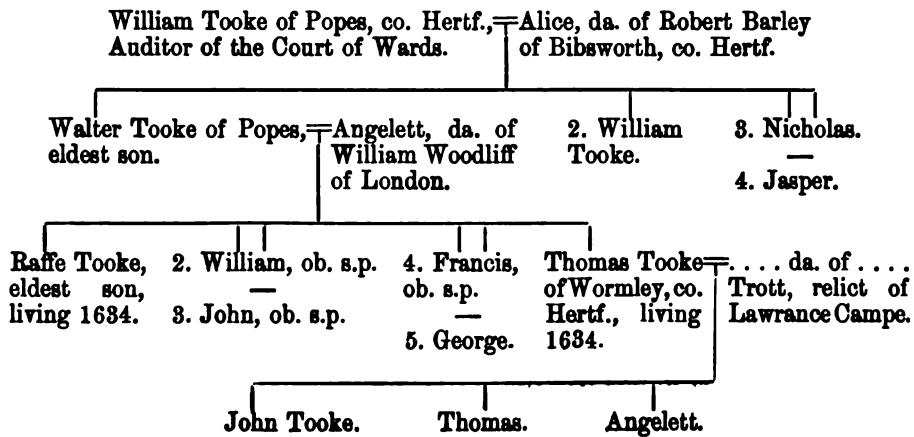 William Tooke of Popes, co. Hertf.,=Alice, da. of Robert Barley
Auditor of the Court of Wards. of Bibsworth, co. Hertf.
Walter Tooke of Popes,=Angelett, da. of
eldest son. William Woodliff
of London.
2. William
Tooke.
3. Nicholas.
—
4. Jasper.
Raffe Tooke,
eldest son,
living 1634.
2. William, ob. s.p.
—
3. John, ob. s.p.
4. Francis,
ob. s.p.
—
5. George.
Thomas Tooke=.... da. of ....
of Wormley, co. Trott, relict of
Hertf., living Lawrance Campe.
1634.
John Tooke. Thomas. Angelett.